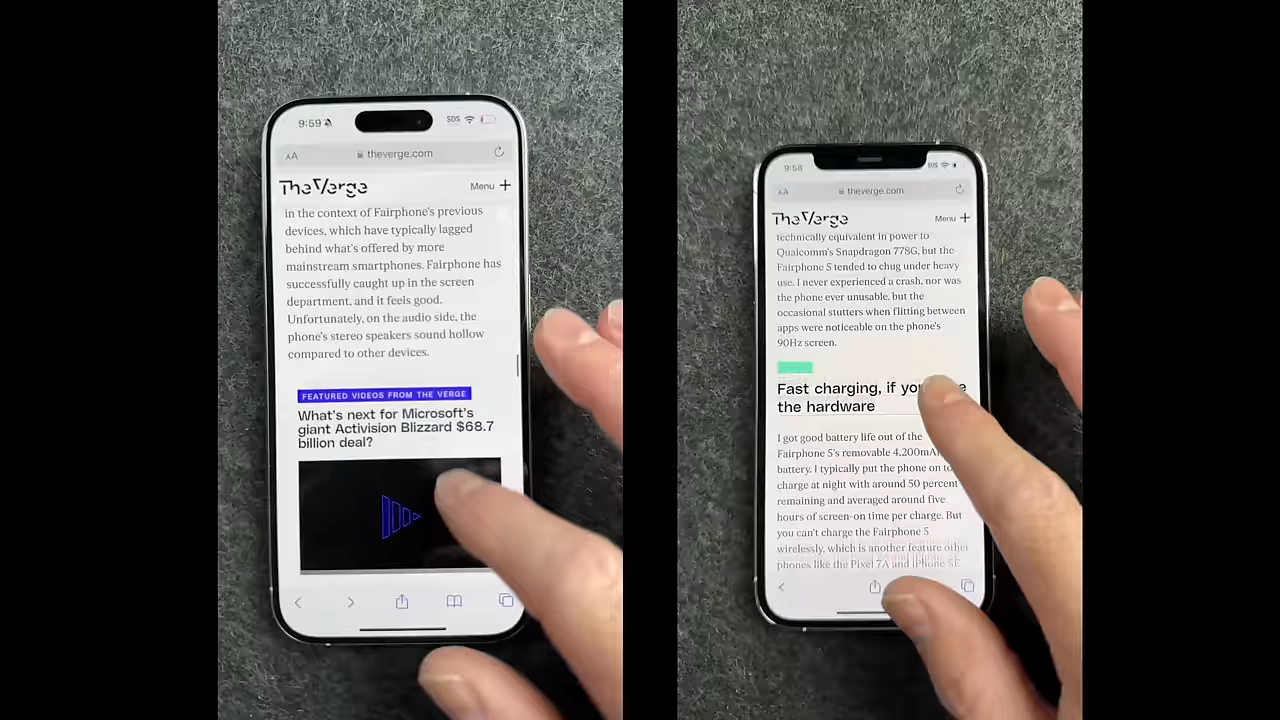 9:59
SOS
AA
theverge.com
The Verge
Menu
in the context of Fairphone's previous
devices, which have typically lagged
behind what's offered by more
mainstream smartphones. Fairphone has
successfully caught up in the screen
department, and it feels good.
Unfortunately, on the audio side, the
phone's stereo speakers sound hollow
compared to other devices.
FEATURED VIDEOS FROM THE VERGE
What's next for Microsoft's
giant Activision Blizzard $68.7
billion deal?
9:58
SOS
AA
theverge.com
The Verge
Menu
technically equivalent in power to
Qualcomm's Snapdragon 778G, but the
Fairphone 5 tended to chug under heavy
use. I never experienced a crash, nor was
the phone ever unusable, but the
occasional stutters when flitting between
apps were noticeable on the phone's
90Hz screen.
Fast charging, if
the hardware
I got good battery life out of the
Fairphone 5's removable 4,200mA
battery. I typically put the phone on to
charge at night with around 50 percent
remaining and averaged around five
hours of screen-on time per charge. But
you can't charge the Fairphone 5
wirelessly, which is another feature other
phones like the Pixel 7A and iPhone SE